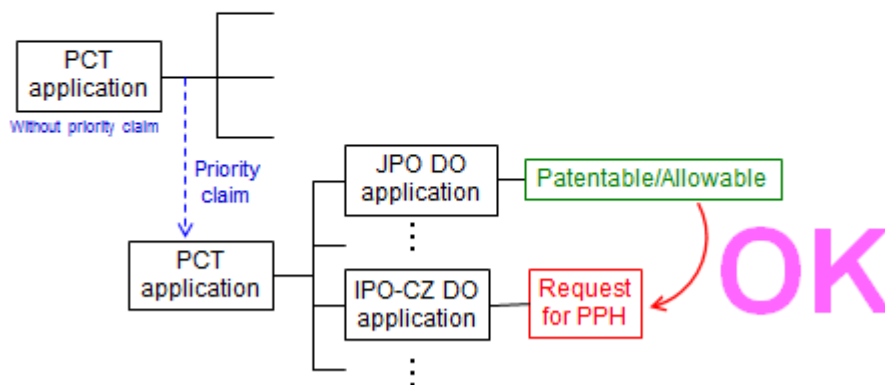 PCT
application
Without priority claim
Priority
claim
PCT
application
JPO DO
application
Patentable/Allowable
IPO-CZ DO
application
Request
for PPH
OK